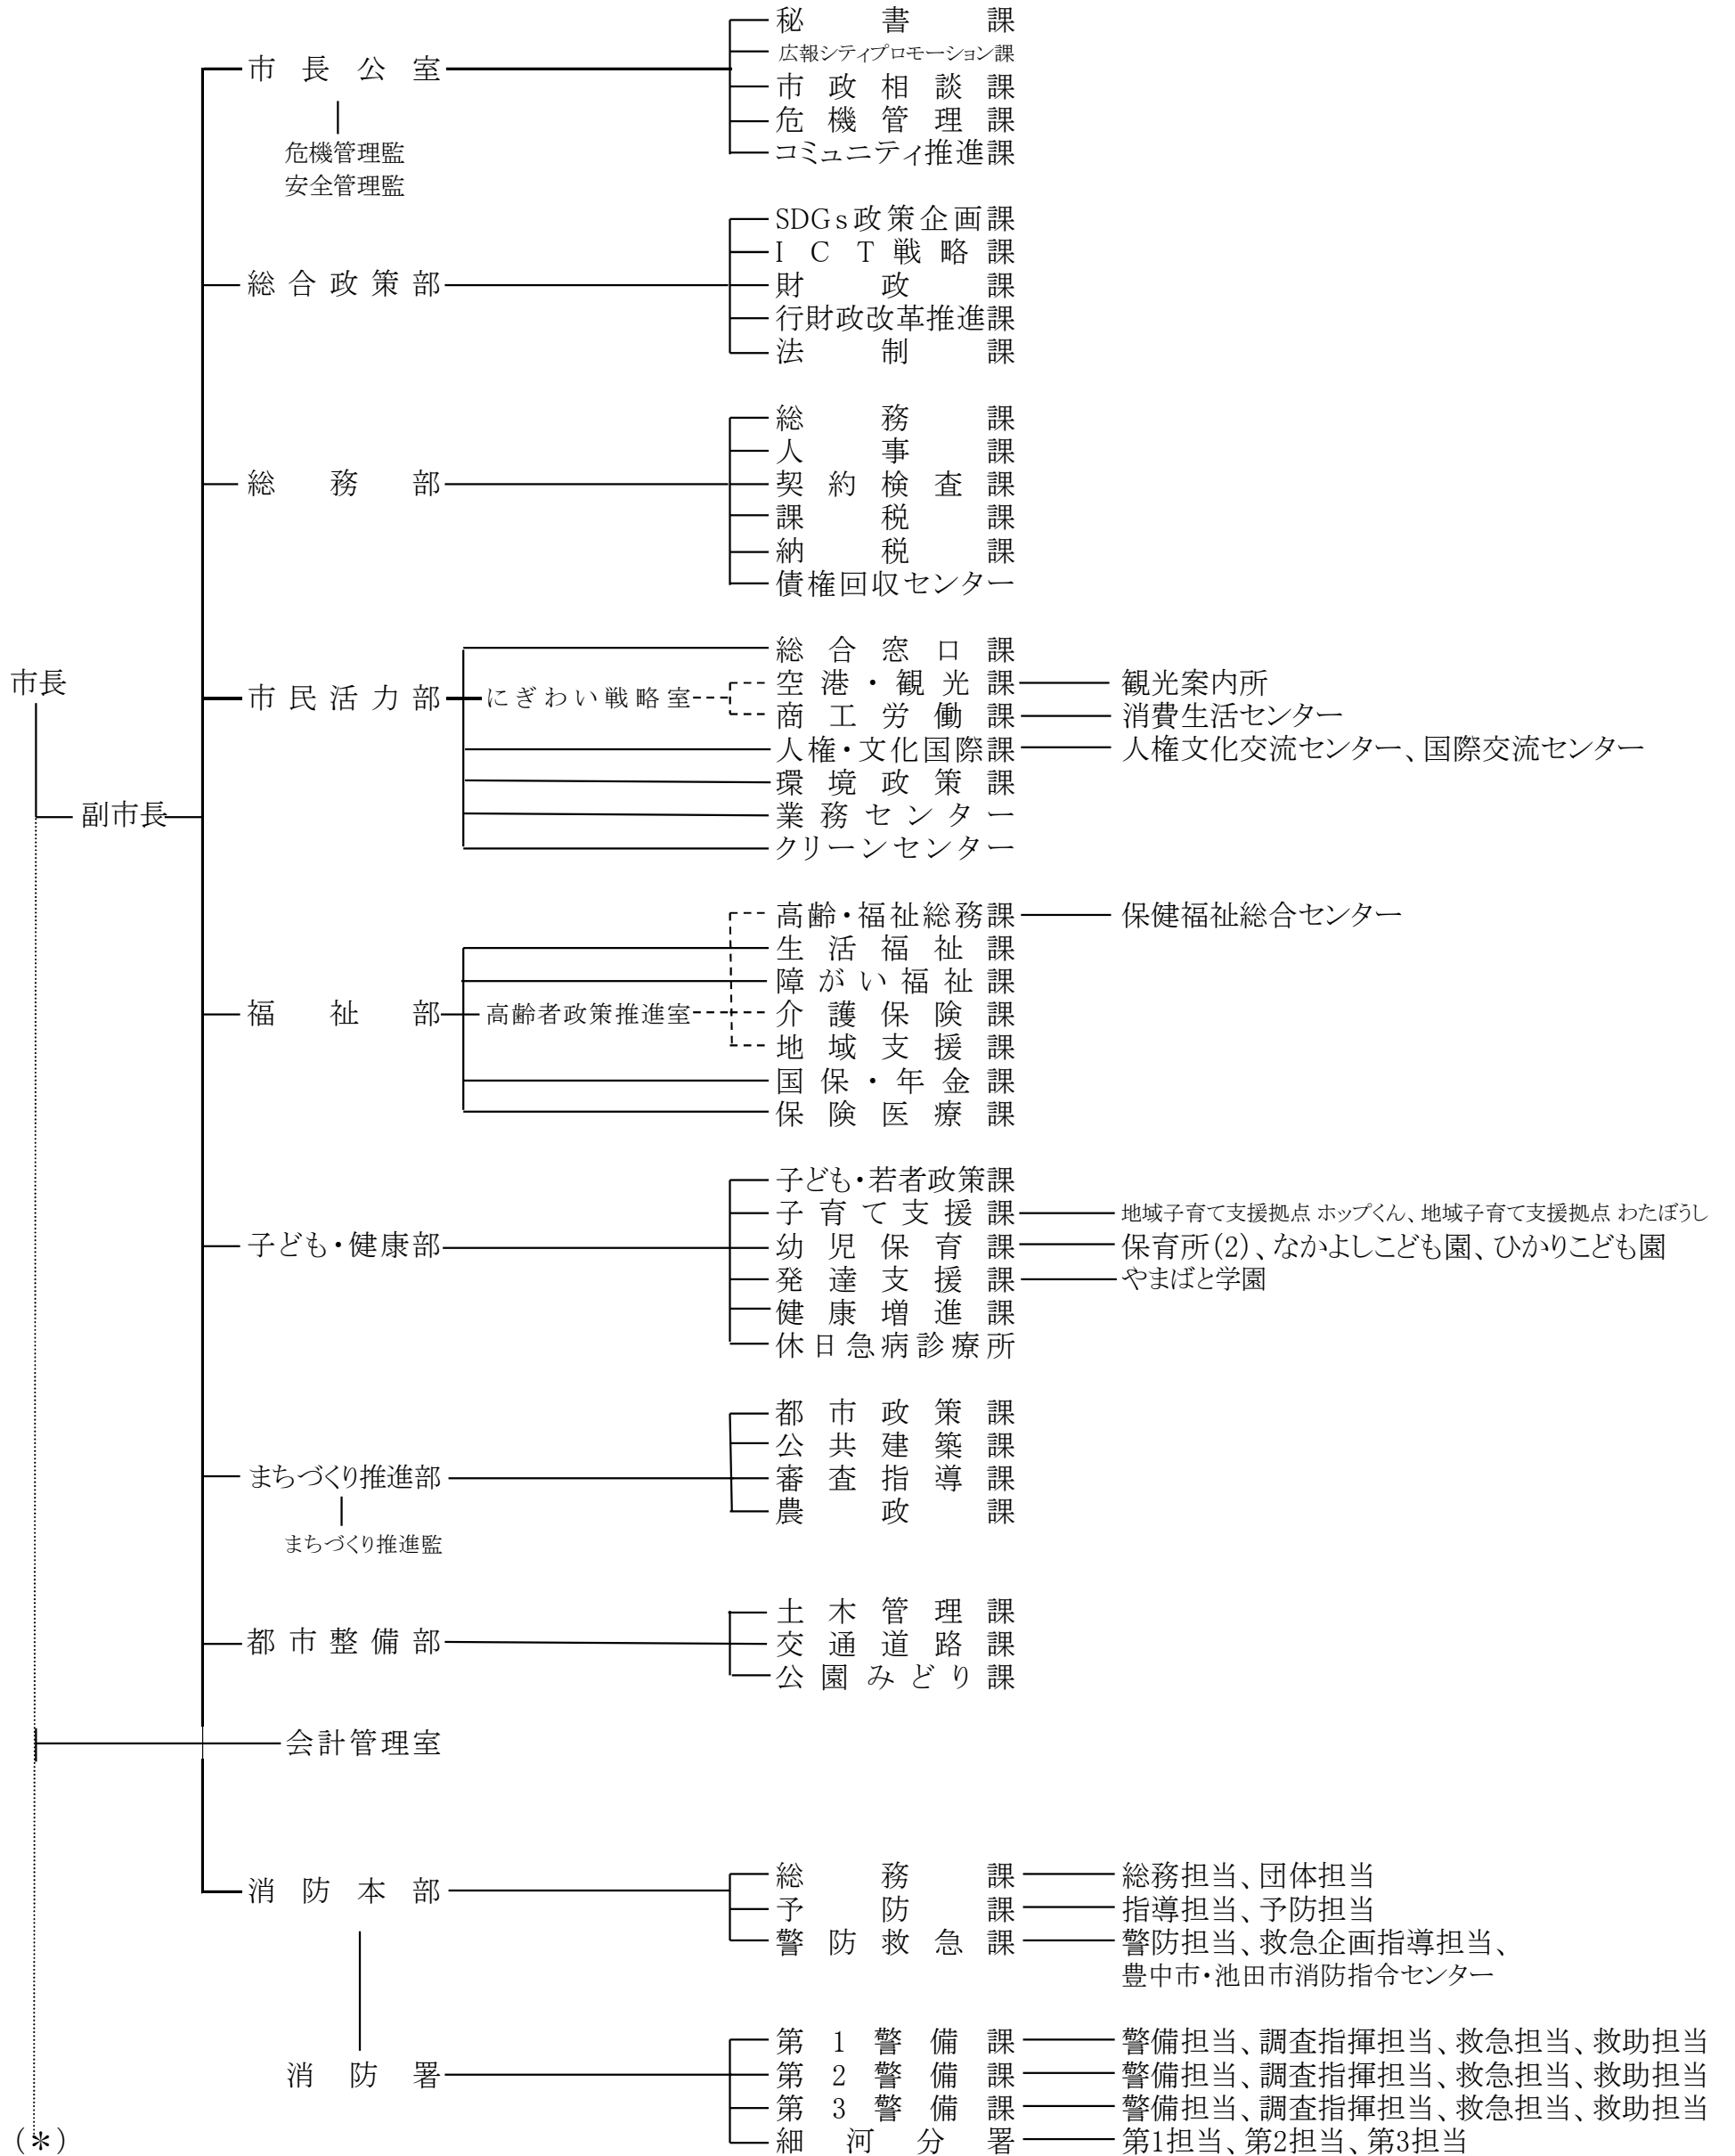 秘書課
広報シティプロモーション課
市長公室
市政相談課
危機管理課
コミュニティ推進課
危機管理監
安全管理監
SDGs政策企画課
ICT戦略課
総合政策部
財政課
行財政改革推進課
法制課
総務課
人事課
総務部
契約検査課
課税課
納税課
債権回収センター
総合窓口課
市長
空港・観光課 観光案内所
市民活力部 にぎわい戦略室
商工労働課 消費生活センター
人権・文化国際課 人権文化交流センター、国際交流センター
環境政策課
副市長
業務センター
クリーンセンター
高齢・福祉総務課 保健福祉総合センター
生活福祉課
障がい福祉課
福祉部 高齢者政策推進室 介護保険課
地域支援課
国保・年金課
保険医療課
子ども・若者政策課
子育て支援課 地域子育て支援拠点 ホップくん、地域子育て支援拠点 わたぼうし
子ども・健康部 幼児保育課 保育所(2)、なかよしこども園、ひかりこども園
発達支援課 やまばと学園
健康増進課
休日急病診療所
都市政策課
公共建築課
まちづくり推進部 審査指導課
農政課
まちづくり推進監
土木管理課
都市整備部 交通道路課
公園みどり課
会計管理室
総務課 総務担当、団体担当
消防本部
予防課 指導担当、予防担当
警防救急課 警防担当、救急企画指導担当、
豊中市・池田市消防指令センター
第1警備課 警備担当、調査指揮担当、救急担当、救助担当
消防署 第2警備課 警備担当、調査指揮担当、救急担当、救助担当
第3警備課 警備担当、調査指揮担当、救急担当、救助担当
(＊) 細河分署 第1担当、第2担当、第3担当